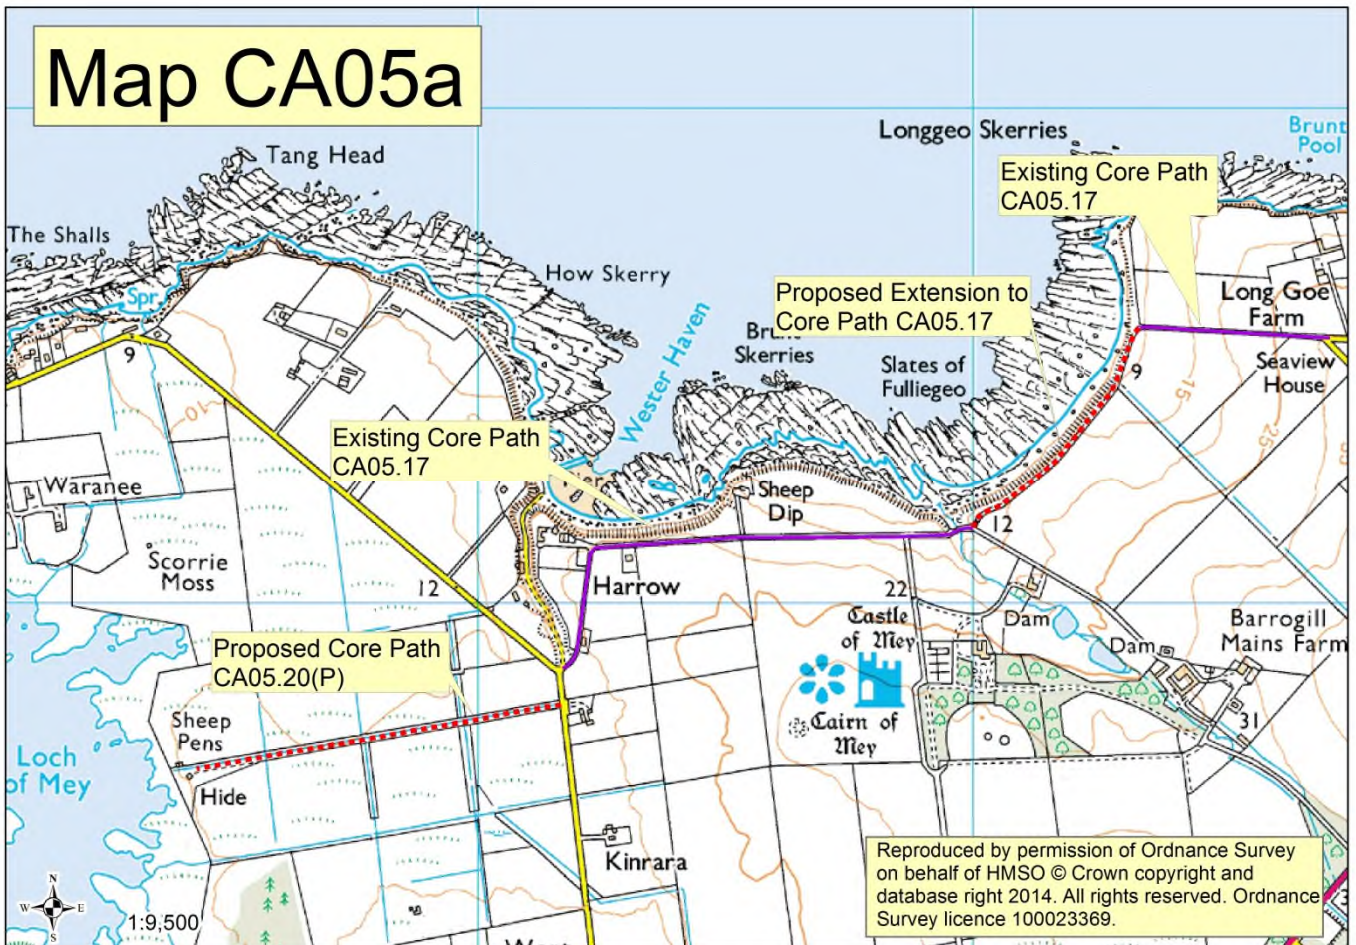 Map CA05a
Tang Head
Longgeo Skerries
Brunt
Pool
Existing Core Path
CA05.17
The Shalls
How Skerry
Spr
Proposed Extension to
Core Path CA05.17
Long Goe
Farm
Wester Haven
Skerries
Slates of
Fulliegeo
Seaview
House
9
9
15
10
25
Existing Core Path
CA05.17
Waranee
Sheep
Dip
12
Scorrie
Moss
12
Harrow
22
Castle
of Mey
Dam
Dam
Barrogill
Mains Farm
Proposed Core Path
CA05.20(P)
Sheep
Pens
Cairn of
Mey
31
Loch
of Mey
Hide
Kinrara
Reproduced by permission of Ordnance Survey
on behalf of HMSO © Crown copyright and
database right 2014. All rights reserved. Ordnance
Survey licence 100023369.
N
W E
S
1:9,500